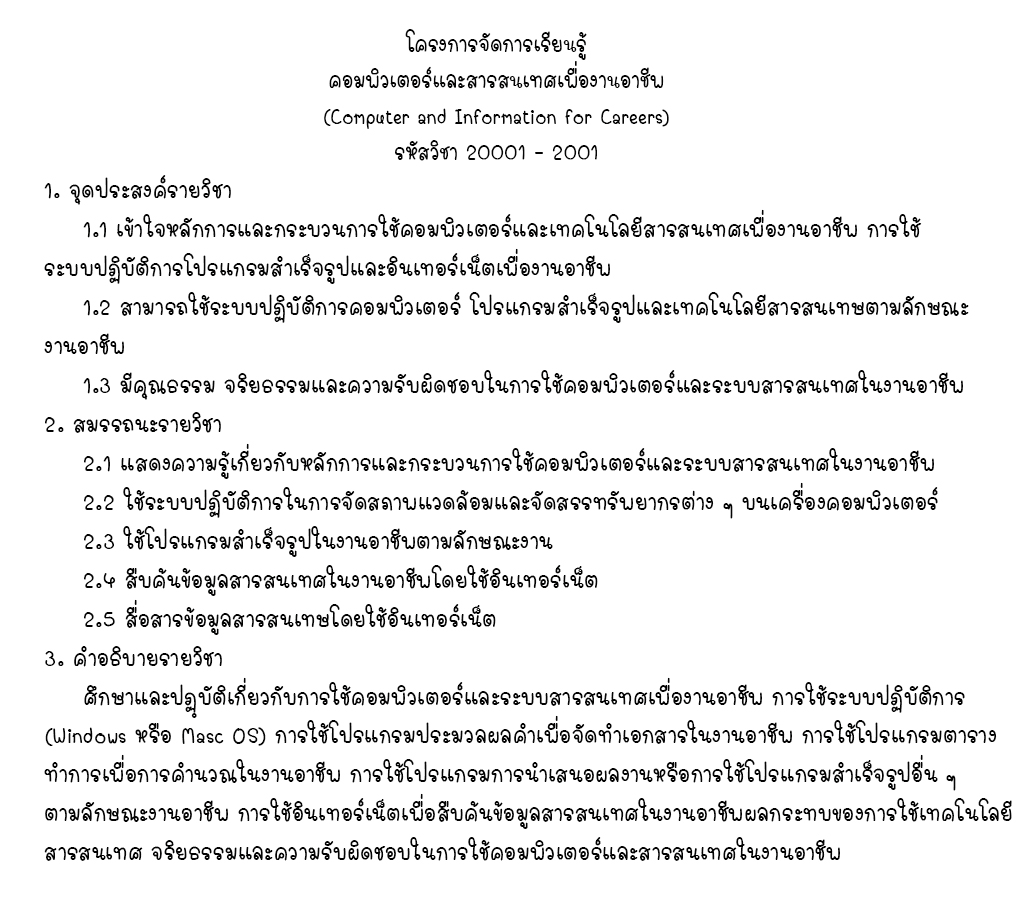 โครงการจัดการเรียนรู้
คอมพิวเตอร์และสารสนเทศเพื่องานอาชีพ
(Computer and Information for Careers)
รหัสวิชา 20001 - 2001
1. จุดประสงค์รายวิชา
1.1 เข้าใจหลักการและกระบวนการใช้คอมพิวเตอร์และเทคโนโลยีสารสนเทศเพื่องานอาชีพ การใช้
ระบบปฏิบัติการโปรแกรมสำเร็จรูปและอินเทอร์เน็ตเพื่องานอาชีพ
1.2 สามารถใช้ระบบปฏิบัติการคอมพิวเตอร์ โปรแกรมสำเร็จรูปและเทคโนโลยีสารสนเทษตามลักษณะ
งานอาชีพ
1.3 มีคุณธรรม จริยธรรมและความรับผิดชอบในการใช้คอมพิวเตอร์และระบบสารสนเทศในงานอาชีพ
2. สมรรถนะรายวิชา
2.1 แสดงความรู้เกี่ยวกับหลักการและกระบวนการใช้คอมพิวเตอร์และระบบสารสนเทศในงานอาชีพ
2.2 ใช้ระบบปฏิบัติการในการจัดสภาพแวดล้อมและจัดสรรทรัพยากรต่าง ๆ บนเครื่องคอมพิวเตอร์
2.3 ใช้โปรแกรมสำเร็จรูปในงานอาชีพตามลักษณะงาน
2.4 สืบค้นข้อมูลสารสนเทศในงานอาชีพโดยใช้อินเทอร์เน็ต
2.5 สื่อสารข้อมูลสารสนเทษโดยใช้อินเทอร์เน็ต
3. คำอธิบายรายวิชา
ศึกษาและปฏฺบัติเกี่ยวกับการใช้คอมพิวเตอร์และระบบสารสนเทศเพื่องานอาชีพ การใช้ระบบปฏิบัติการ
(Windows หรือ Masc OS) การใช้โปรแกรมประมวลผลคำเพื่อจัดทำเอกสารในงานอาชีพ การใช้โปรแกรมตาราง
ทำการเพื่อการคำนวณในงานอาชีพ การใช้โปรแกรมการนำเสนอผลงานหรือการใช้โปรแกรมสำเร็จรูปอื่น ๆ
ตามลักษณะงานอาชีพ การใช้อินเทอร์เน็ตเพื่อสืบค้นข้อมูลสารสนเทศในงานอาชีพผลกระทบของการใช้เทคโนโลยี
สารสนเทศ จริยธรรมและความรับผิดชอบในการใช้คอมพิวเตอร์และสารสนเทศในงานอาชีพ